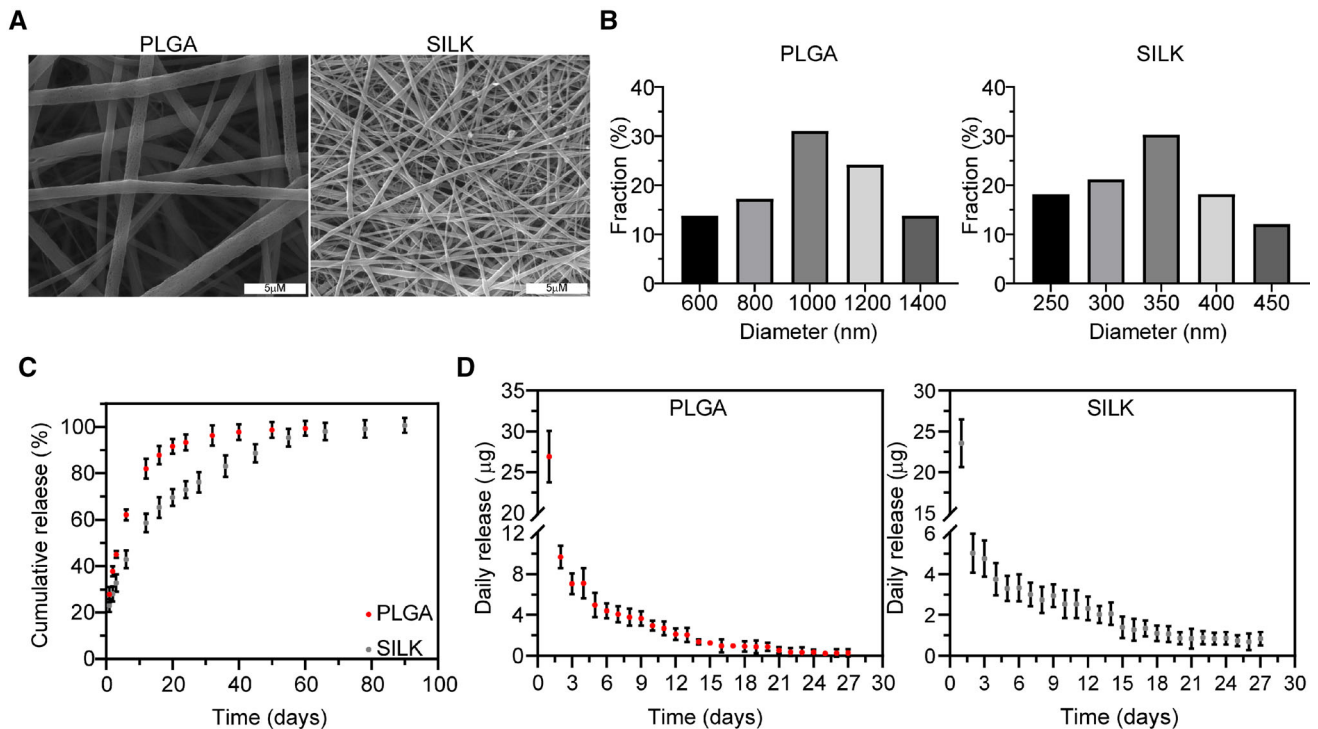 A
PLGA
SILK
5μM
5μM
B
PLGA
SILK
40
30
20
10
0
Fraction (%)
600 800 1000 1200 1400
Diameter (nm)
40
30
20
10
0
Fraction (%)
250 300 350 400 450
Diameter (nm)
C
100
80
60
40
20
0
Cumulative relaese (%)
PLGA
SILK
0 20 40 60 80 100
Time (days)
D
PLGA
35
30
25
20
12
8
4
0
Daily release (μg)
0 3 6 9 12 15 18 21 24 27 30
Time (days)
SILK
30
25
20
15
6
4
2
0
Daily release (μg)
0 3 6 9 12 15 18 21 24 27 30
Time (days)